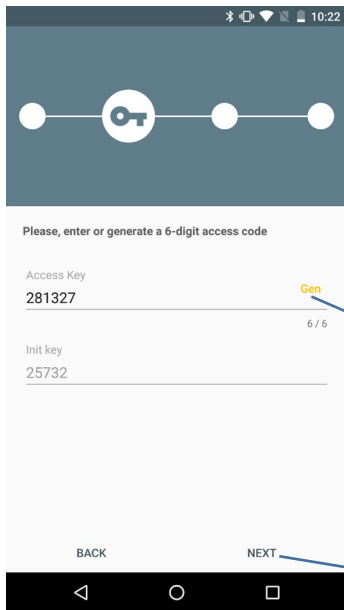 10:22
Please, enter or generate a 6-digit access code
Access Key
281327
Gen
6 / 6
Init key
25732
BACK
NEXT